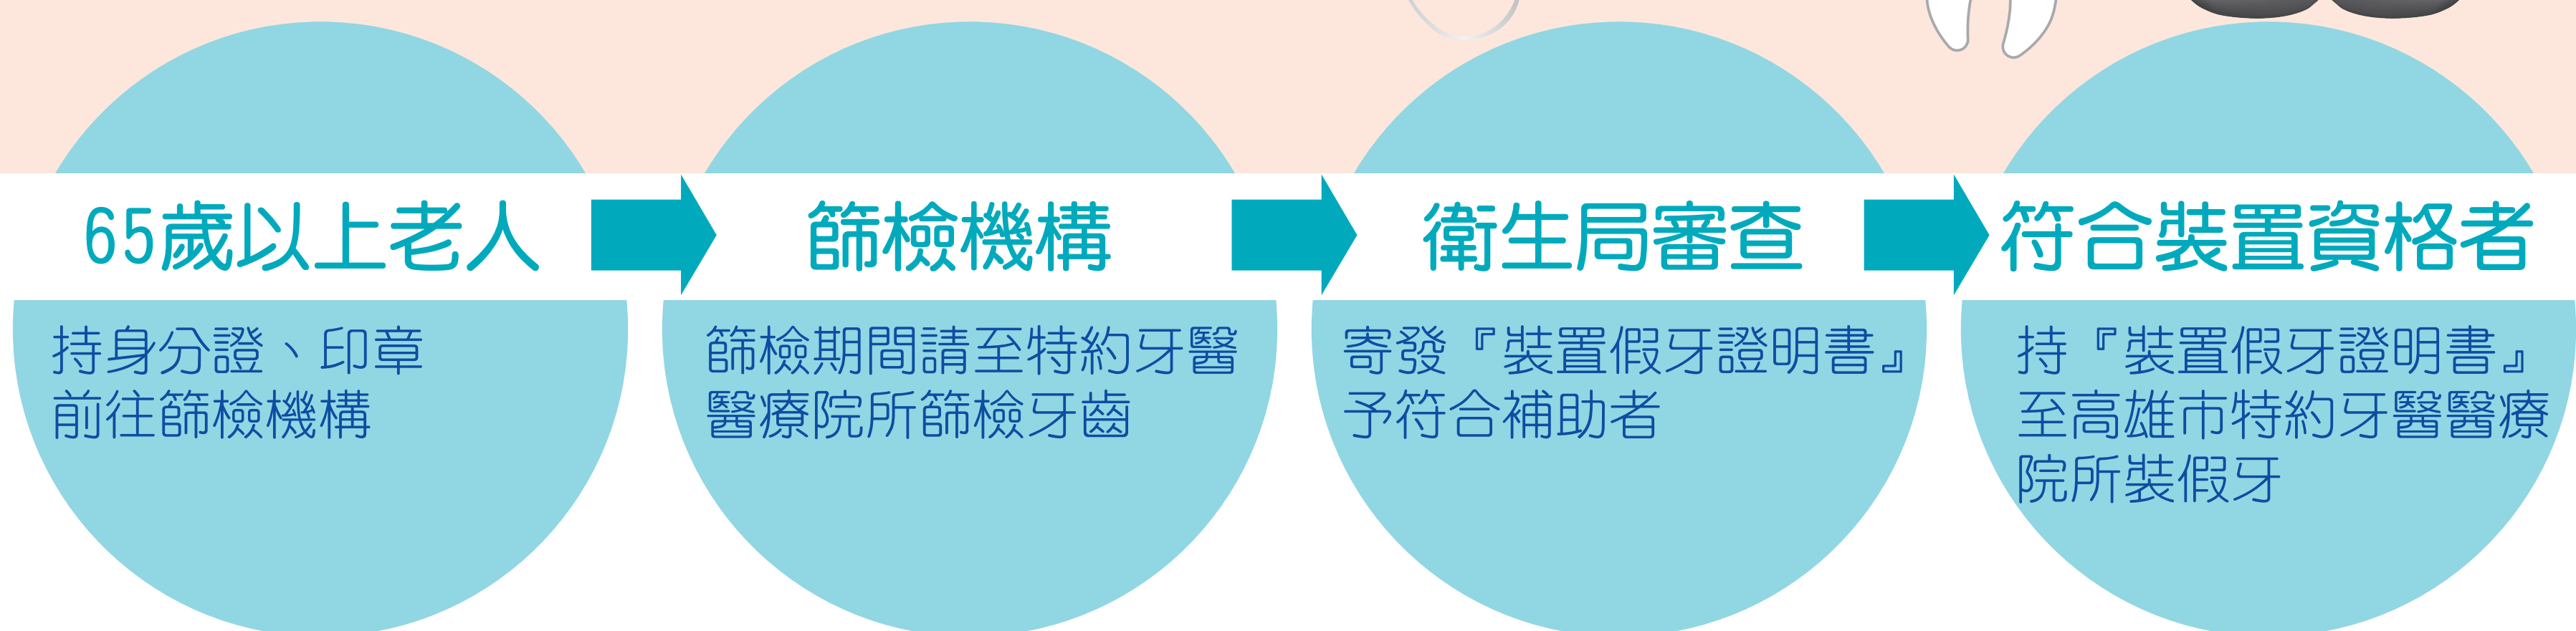 65歲以上老人
持身分證、印章
前往篩檢機構
篩檢機構
篩檢期間請至特約牙醫
醫療院所篩檢牙齒
衛生局審查
寄發『裝置假牙證明書』
予符合補助者
符合裝置資格者
持『裝置假牙證明書』
至高雄市特約牙醫醫療
院所裝假牙